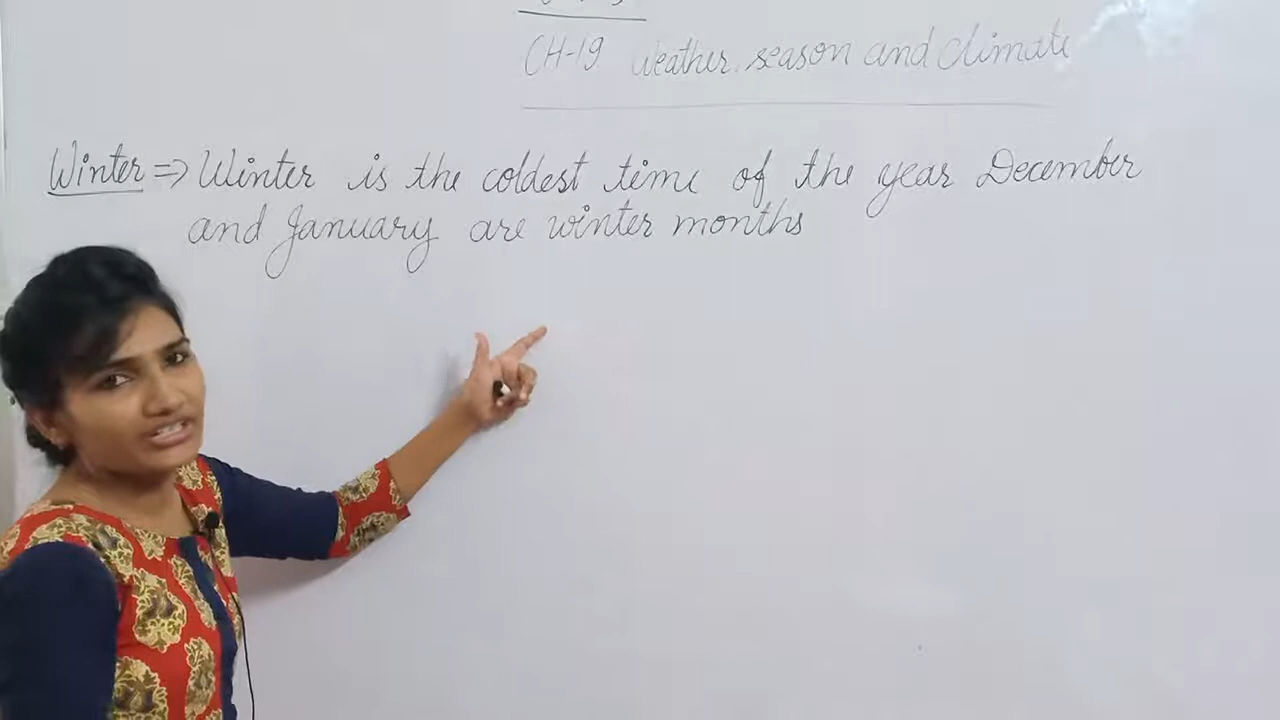 CH-19 Weather, season and climate
Winter => Winter is the coldest time of the year December
and January are winter months